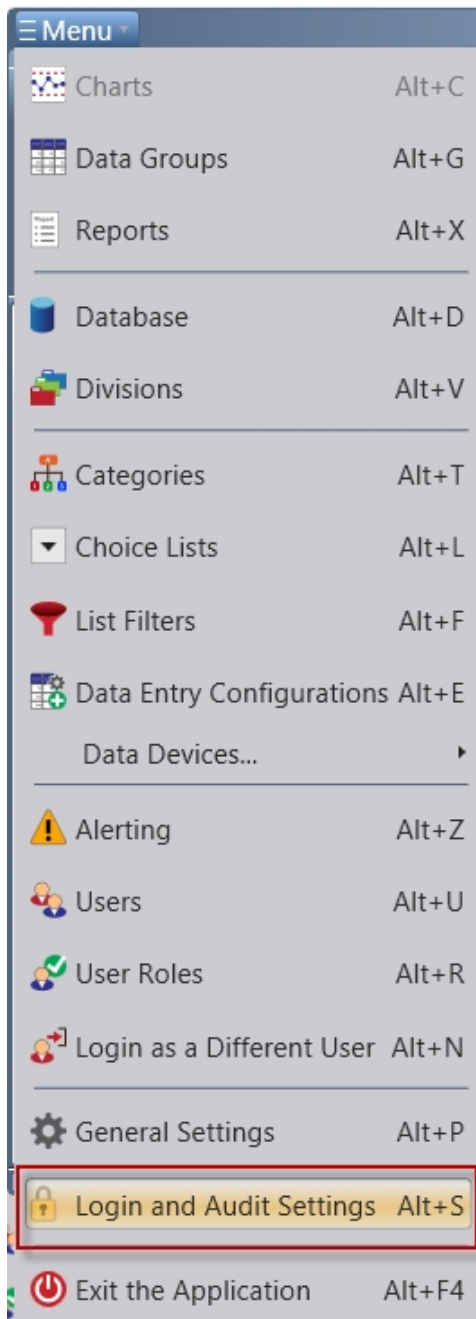 Menu
Charts Alt+C
Data Groups Alt+G
Report
Reports Alt+X
Database Alt+D
Divisions Alt+V
Categories Alt+T
Choice Lists Alt+L
List Filters Alt+F
Data Entry Configurations Alt+E
Data Devices...
Alerting Alt+Z
Users Alt+U
User Roles Alt+R
Login as a Different User Alt+N
General Settings Alt+P
Login and Audit Settings Alt+S
Exit the Application Alt+F4